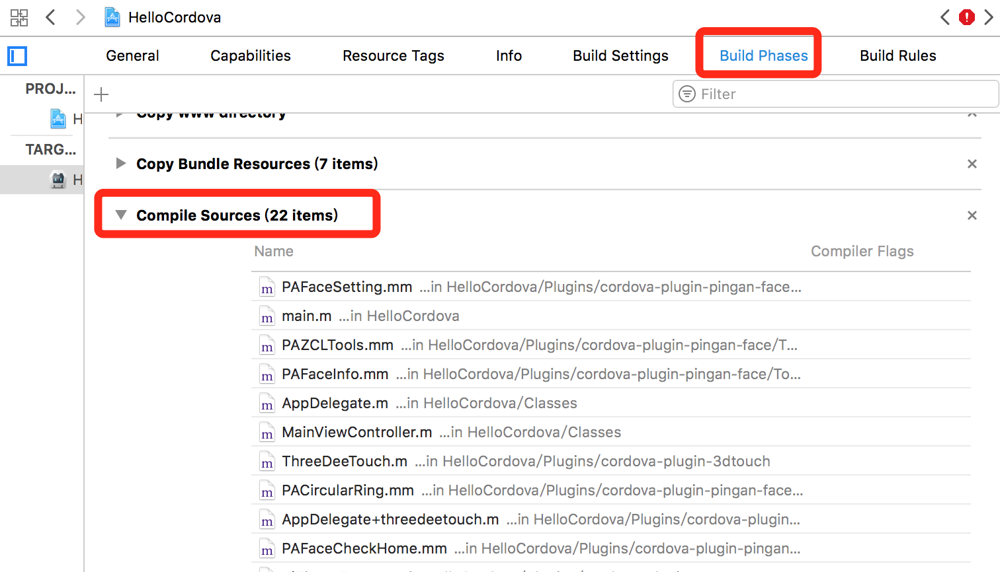 HelloCordova
General Capabilities Resource Tags Info Build Settings Build Phases Build Rules
PROJ...
Filter
H
Copy www directory
TARG...
Copy Bundle Resources (7 items)
H
Compile Sources (22 items)
Name Compiler Flags
PAFaceSetting.mm ...in HelloCordova/Plugins/cordova-plugin-pingan-face...
main.m ...in HelloCordova
PAZCLTools.mm ...in HelloCordova/Plugins/cordova-plugin-pingan-face/T...
PAFaceInfo.mm ...in HelloCordova/Plugins/cordova-plugin-pingan-face/To...
AppDelegate.m ...in HelloCordova/Classes
MainViewController.m ...in HelloCordova/Classes
ThreeDeeTouch.m ...in HelloCordova/Plugins/cordova-plugin-3dtouch
PACircularRing.mm ...in HelloCordova/Plugins/cordova-plugin-pingan-face...
AppDelegate+threedeetouch.m ...in HelloCordova/Plugins/cordova-plugin...
PAFaceCheckHome.mm ...in HelloCordova/Plugins/cordova-plugin-pingan...